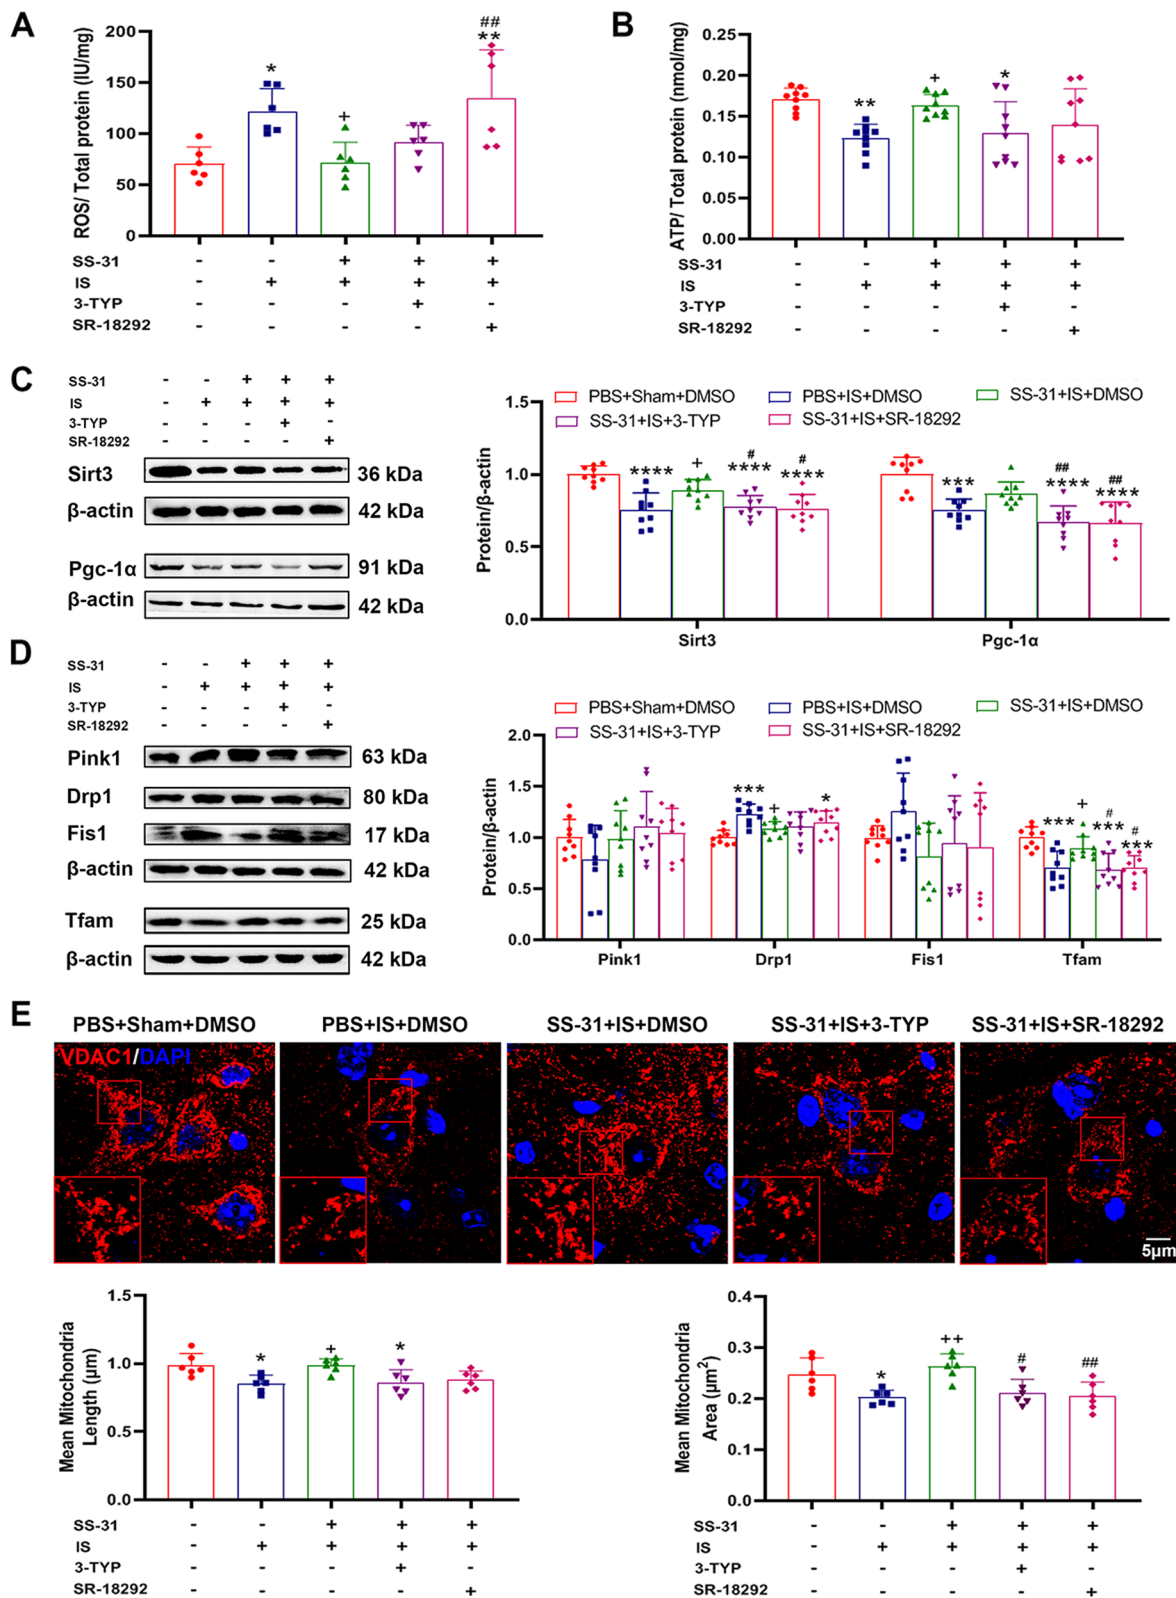 A
B
ROS/ Total protein (IU/mg)
200
150
100
50
0
*
+
##
**
SS-31 - - + + +
IS - + + + +
3-TYP - - - + -
SR-18292 - - - - +
ATP/ Total protein (nmol/mg)
0.25
0.20
0.15
0.10
0.05
0.00
**
+
*
SS-31 - - + + +
IS - + + + +
3-TYP - - - + -
SR-18292 - - - - +
C
SS-31 - - + + +
IS - + + + +
3-TYP - - - + -
SR-18292 - - - - +
Sirt3 36 kDa
β-actin 42 kDa
Pgc-1α 91 kDa
β-actin 42 kDa
PBS+Sham+DMSO PBS+IS+DMSO SS-31+IS+DMSO
SS-31+IS+3-TYP SS-31+IS+SR-18292
Protein/β-actin
1.5
1.0
0.5
0.0
**** + # **** # ****
*** ## **** ## ****
Sirt3 Pgc-1α
D
SS-31 - - + + +
IS - + + + +
3-TYP - - - + -
SR-18292 - - - - +
Pink1 63 kDa
Drp1 80 kDa
Fis1 17 kDa
β-actin 42 kDa
Tfam 25 kDa
β-actin 42 kDa
PBS+Sham+DMSO PBS+IS+DMSO SS-31+IS+DMSO
SS-31+IS+3-TYP SS-31+IS+SR-18292
Protein/β-actin
2.0
1.5
1.0
0.5
0.0
*** + *
*** + # *** # ***
Pink1 Drp1 Fis1 Tfam
E
PBS+Sham+DMSO PBS+IS+DMSO SS-31+IS+DMSO SS-31+IS+3-TYP SS-31+IS+SR-18292
VDAC1/DAPI
5μm
Mean Mitochondria
Length (μm)
1.5
1.0
0.5
0.0
* + *
SS-31 - - + + +
IS - + + + +
3-TYP - - - + -
SR-18292 - - - - +
Mean Mitochondria
Area (μm²)
0.4
0.3
0.2
0.1
0.0
* ++ # ##
SS-31 - - + + +
IS - + + + +
3-TYP - - - + -
SR-18292 - - - - +